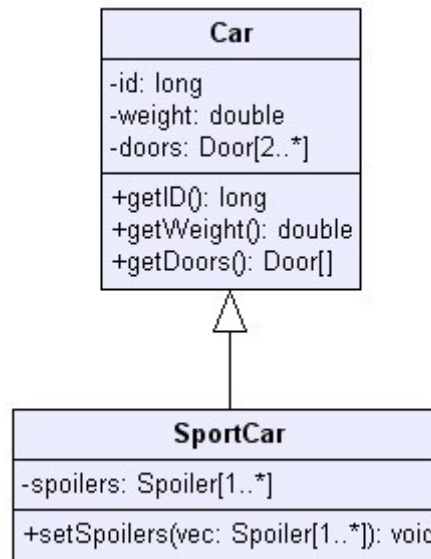 Car
-id: long
-weight: double
-doors: Door[2..*]
+getID(): long
+getWeight(): double
+getDoors(): Door[]
SportCar
-spoilers: Spoiler[1..*]
+setSpoilers(vec: Spoiler[1..*]): void